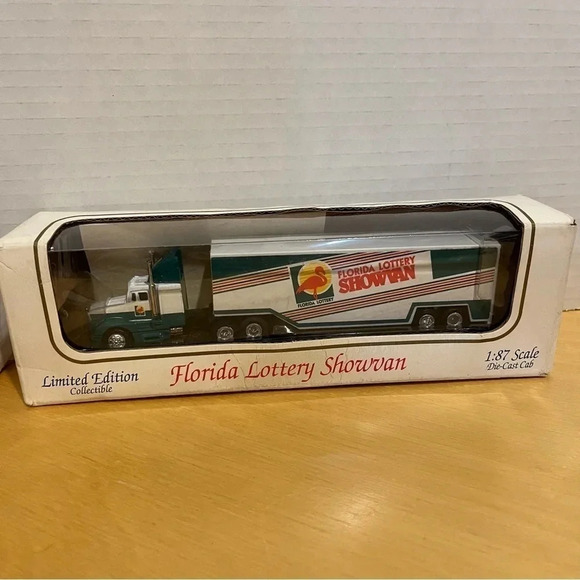 FLORIDA LOTTERY
SHOWVAN
FLORIDA LOTTERY
Limited Edition
Collectible
Florida Lottery Showvan
1:87 Scale
Die-Cast Cab